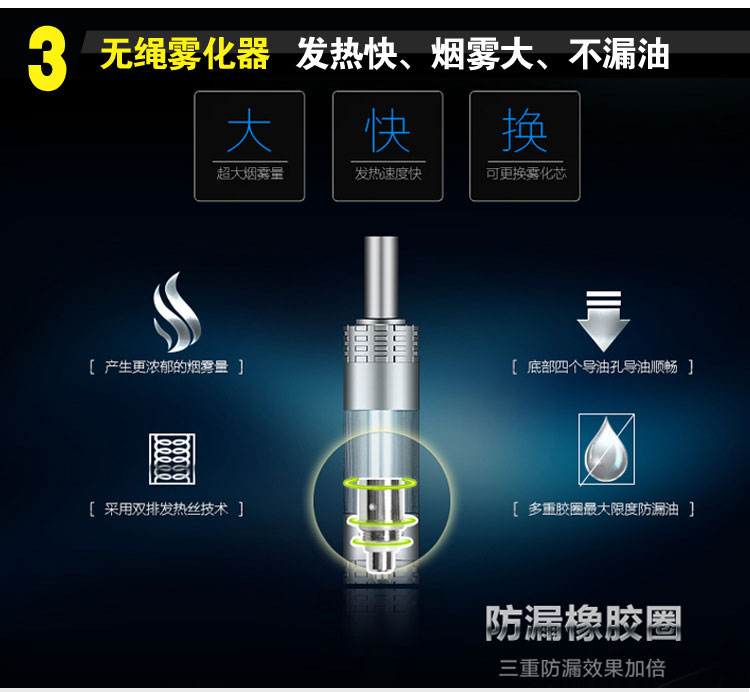 3 无绳雾化器 发热快、烟雾大、不漏油
大 快 换
超大烟雾量 发热速度快 可更换雾化芯
[ 产生更浓郁的烟雾量 ] [ 底部四个导油孔导油顺畅 ]
[ 采用双排发热丝技术 ] [ 多重胶圈最大限度防漏油 ]
防漏橡胶圈
三重防漏效果加倍